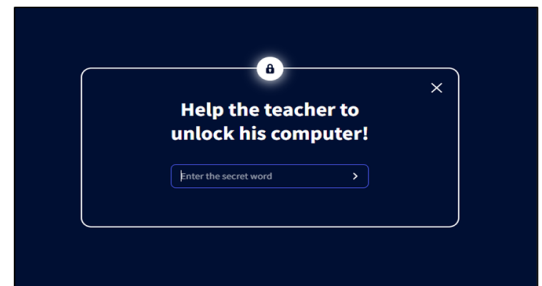 Help the teacher to
unlock his computer!
Enter the secret word